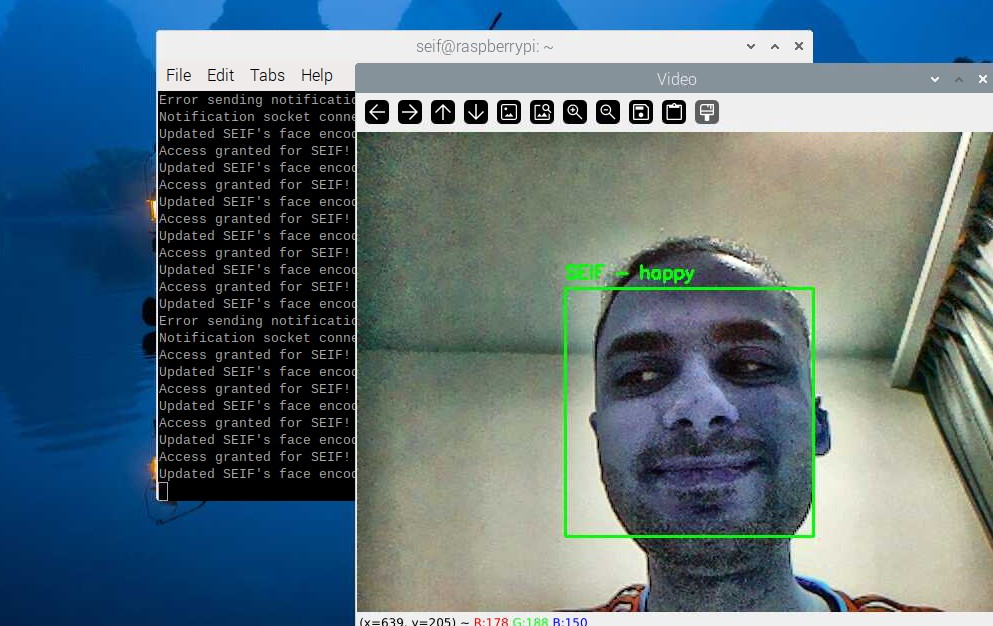 seif@raspberrypi: ~
File Edit Tabs Help
Video
Error sending notificatio
Notification socket conne
Updated SEIF's face encod
Access granted for SEIF!
Updated SEIF's face encod
Access granted for SEIF!
Updated SEIF's face encod
Access granted for SEIF!
Updated SEIF's face encod
Access granted for SEIF!
Updated SEIF's face encod
Access granted for SEIF!
Updated SEIF's face encod
Error sending notificatio
Notification socket conne
Access granted for SEIF!
Updated SEIF's face encod
Access granted for SEIF!
Updated SEIF's face encod
Access granted for SEIF!
Updated SEIF's face encod
Access granted for SEIF!
Updated SEIF's face encod
SEIF - happy
(x=639, y=205) ~ R:178 G:188 B:150